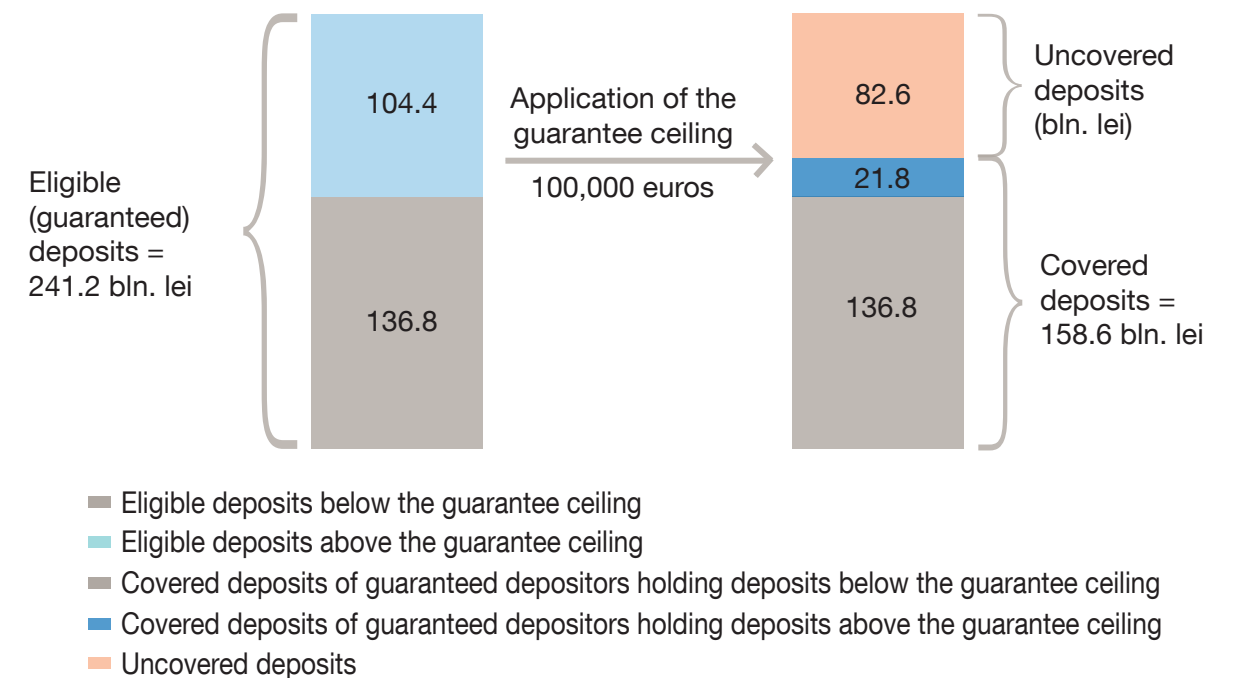 Eligible
(guaranteed)
deposits =
241.2 bln. lei
104.4
136.8
Application of the
guarantee ceiling
100,000 euros
82.6
21.8
136.8
Uncovered
deposits
(bln. lei)
Covered
deposits =
158.6 bln. lei
Eligible deposits below the guarantee ceiling
Eligible deposits above the guarantee ceiling
Covered deposits of guaranteed depositors holding deposits below the guarantee ceiling
Covered deposits of guaranteed depositors holding deposits above the guarantee ceiling
Uncovered deposits